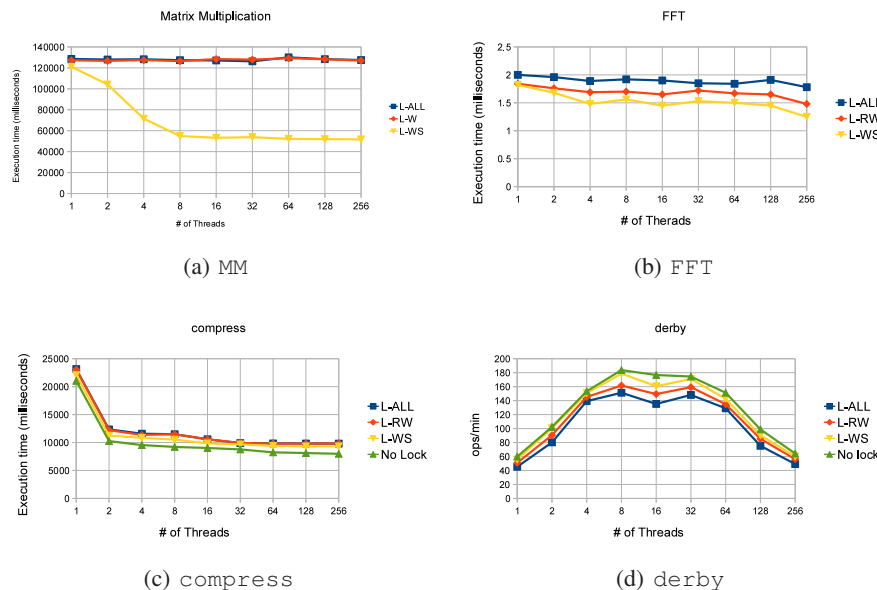 Matrix Multiplication
Execution time (milliseconds)
140000
120000
100000
80000
60000
40000
20000
0
1 2 4 8 16 32 64 128 256
# of Threads
L-ALL
L-W
L-WS
(a) MM
FFT
Execution time (milliseconds)
2.5
2
1.5
1
0.5
0
1 2 4 8 16 32 64 128 256
# of Therads
L-ALL
L-RW
L-WS
(b) FFT
compress
Execution time (milliseconds)
25000
20000
15000
10000
5000
0
1 2 4 8 16 32 64 128 256
# of Threads
L-ALL
L-RW
L-WS
No Lock
(c) compress
derby
ops/min
200
180
160
140
120
100
80
60
40
20
0
1 2 4 8 16 32 64 128 256
# of Threads
L-ALL
L-RW
L-WS
No lock
(d) derby